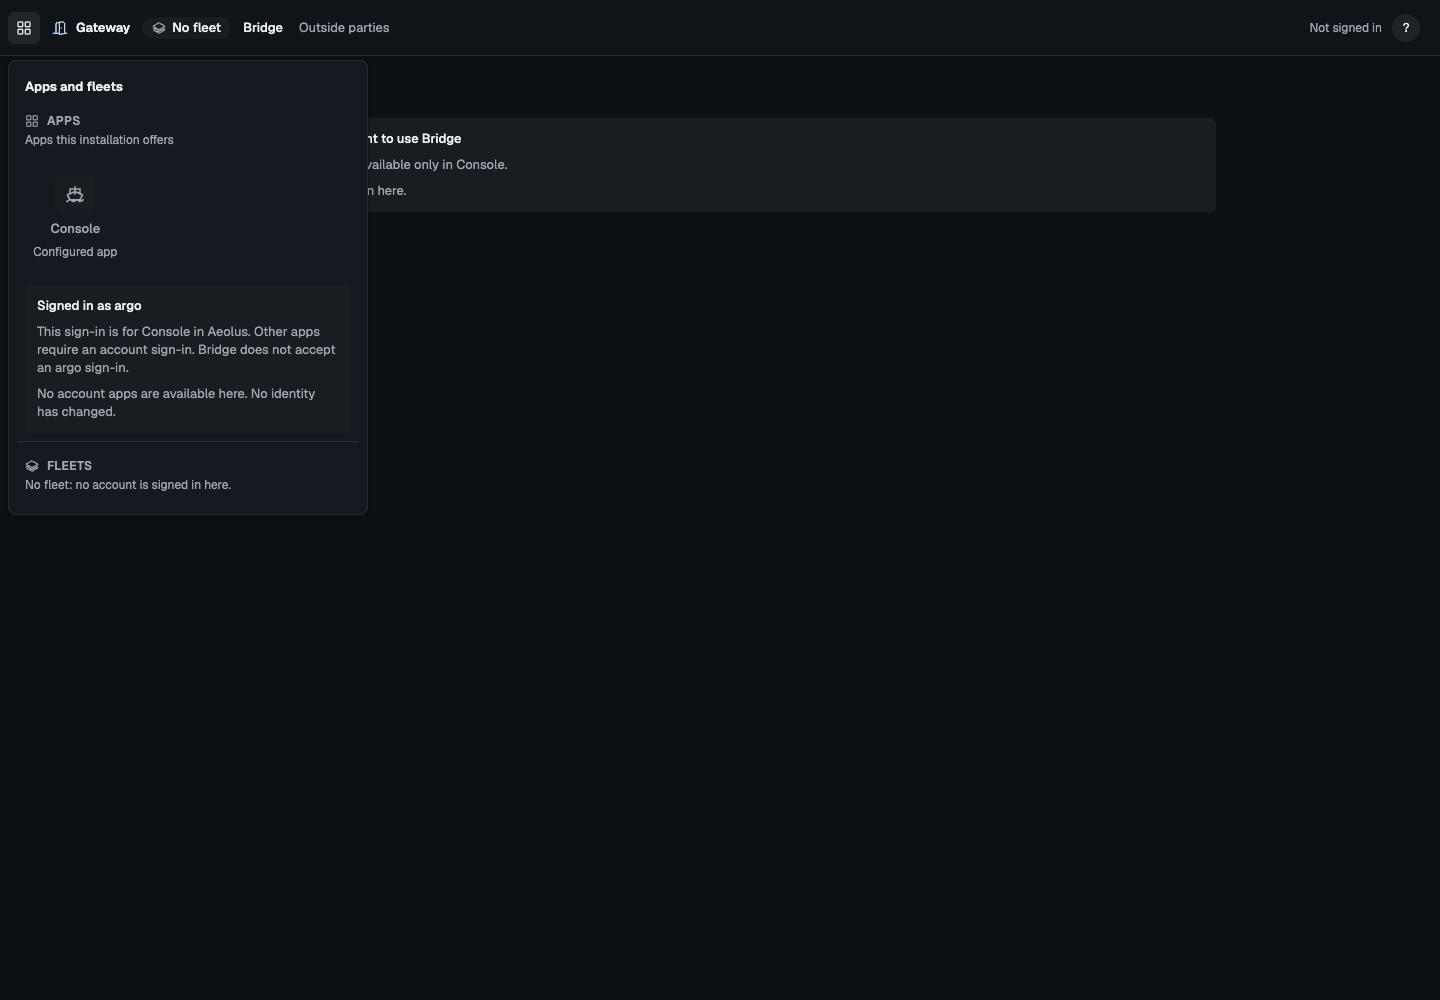 Gateway
No fleet
Bridge
Outside parties
Not signed in
?
Apps and fleets
APPS
Apps this installation offers
Console
Configured app
Signed in as argo
This sign-in is for Console in Aeolus. Other apps
require an account sign-in. Bridge does not accept
an argo sign-in.
No account apps are available here. No identity
has changed.
FLEETS
No fleet: no account is signed in here.
to use Bridge
only in Console.
here.